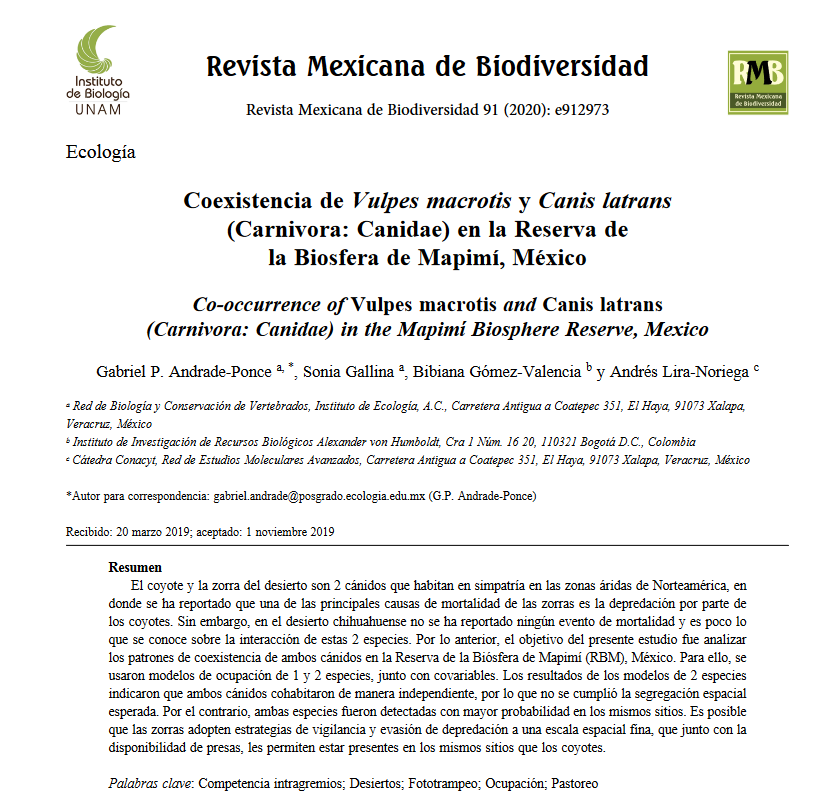 Instituto
de Biología
UNAM
Revista Mexicana de Biodiversidad
Revista Mexicana de Biodiversidad 91 (2020): e912973
RMB
Revista Mexicana
de Biodiversidad
Ecología
Coexistencia de Vulpes macrotis y Canis latrans
(Carnivora: Canidae) en la Reserva de
la Biosfera de Mapimí, México
Co-occurrence of Vulpes macrotis and Canis latrans
(Carnivora: Canidae) in the Mapimí Biosphere Reserve, Mexico
Gabriel P. Andrade-Ponce a, *, Sonia Gallina a, Bibiana Gómez-Valencia b y Andrés Lira-Noriega c
a Red de Biología y Conservación de Vertebrados, Instituto de Ecología, A.C., Carretera Antigua a Coatepec 351, El Haya, 91073 Xalapa,
Veracruz, México
b Instituto de Investigación de Recursos Biológicos Alexander von Humboldt, Cra 1 Núm. 16 20, 110321 Bogotá D.C., Colombia
c Cátedra Conacyt, Red de Estudios Moleculares Avanzados, Carretera Antigua a Coatepec 351, El Haya, 91073 Xalapa, Veracruz, México
*Autor para correspondencia: gabriel.andrade@posgrado.ecologia.edu.mx (G.P. Andrade-Ponce)
Recibido: 20 marzo 2019; aceptado: 1 noviembre 2019
Resumen
El coyote y la zorra del desierto son 2 cánidos que habitan en simpatría en las zonas áridas de Norteamérica, en
donde se ha reportado que una de las principales causas de mortalidad de las zorras es la depredación por parte de
los coyotes. Sin embargo, en el desierto chihuahuense no se ha reportado ningún evento de mortalidad y es poco lo
que se conoce sobre la interacción de estas 2 especies. Por lo anterior, el objetivo del presente estudio fue analizar
los patrones de coexistencia de ambos cánidos en la Reserva de la Biósfera de Mapimí (RBM), México. Para ello, se
usaron modelos de ocupación de 1 y 2 especies, junto con covariables. Los resultados de los modelos de 2 especies
indicaron que ambos cánidos cohabitaron de manera independiente, por lo que no se cumplió la segregación espacial
esperada. Por el contrario, ambas especies fueron detectadas con mayor probabilidad en los mismos sitios. Es posible
que las zorras adopten estrategias de vigilancia y evasión de depredación a una escala espacial fina, que junto con la
disponibilidad de presas, les permiten estar presentes en los mismos sitios que los coyotes.
Palabras clave: Competencia intragremios; Desiertos; Fototrampeo; Ocupación; Pastoreo